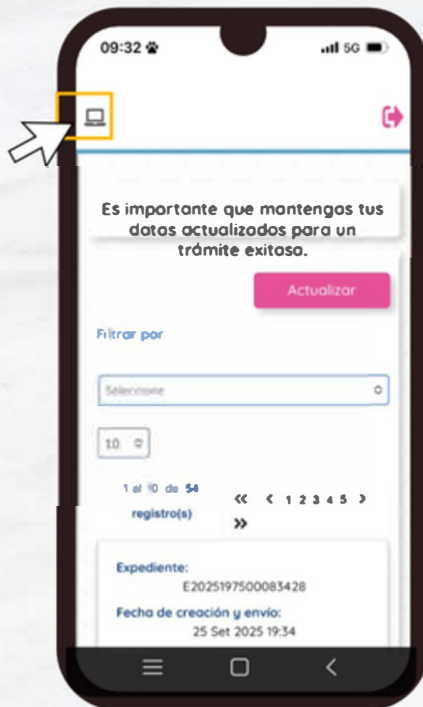 09:32
5G
Es importante que mantengas tus
datos actualizados para un
trámite exitoso.
Actualizar
Filtrar por
Seleccione
10
1 al 10 de 54
registro(s)
« ‹ 1 2 3 4 5 ›
»
Expediente:
E2025197500083428
Fecha de creación y envío:
25 Set 2025 19:34